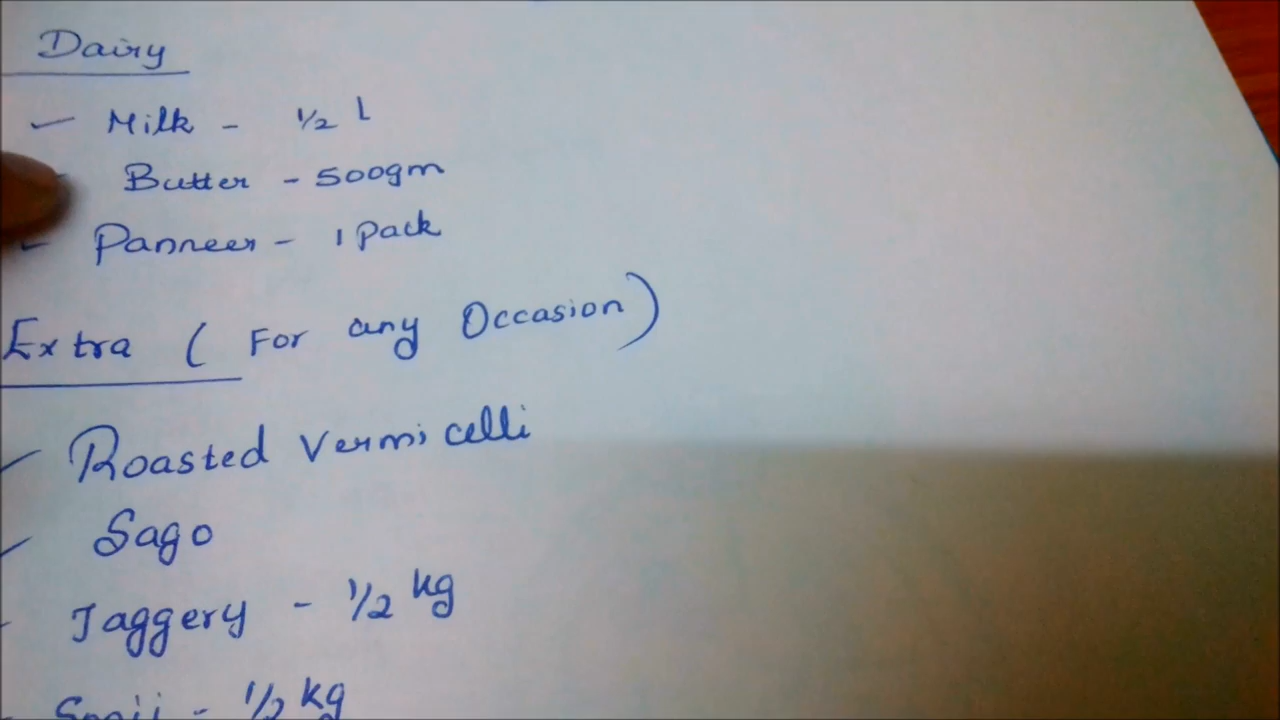 Dairy
Milk - 1/2 l
Butter - 500gm
Panneer - 1 Pack
Extra ( For any Occasion)
Roasted Vermicelli
Sago
Jaggery - 1/2 kg
- 1/2 kg